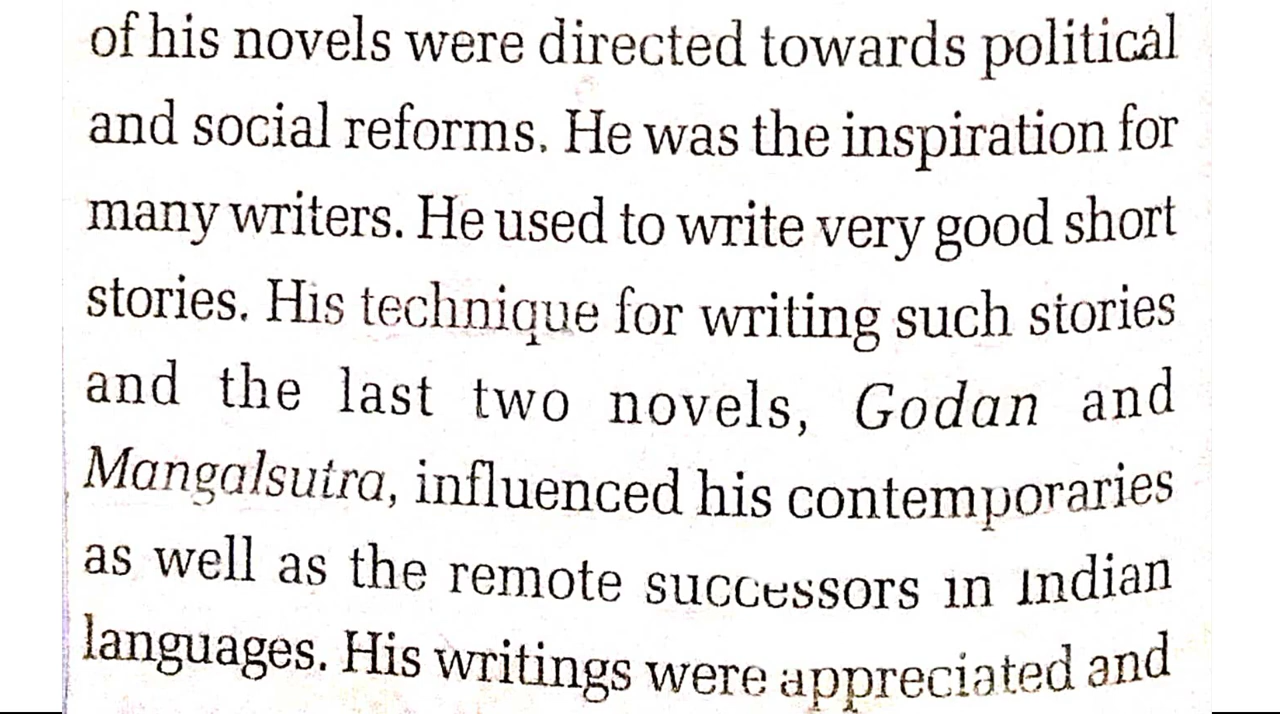 of his novels were directed towards political
and social reforms. He was the inspiration for
many writers. He used to write very good short
stories. His technique for writing such stories
and the last two novels, Godan and
Mangalsutra, influenced his contemporaries
as well as the remote successors in Indian
languages. His writings were appreciated and